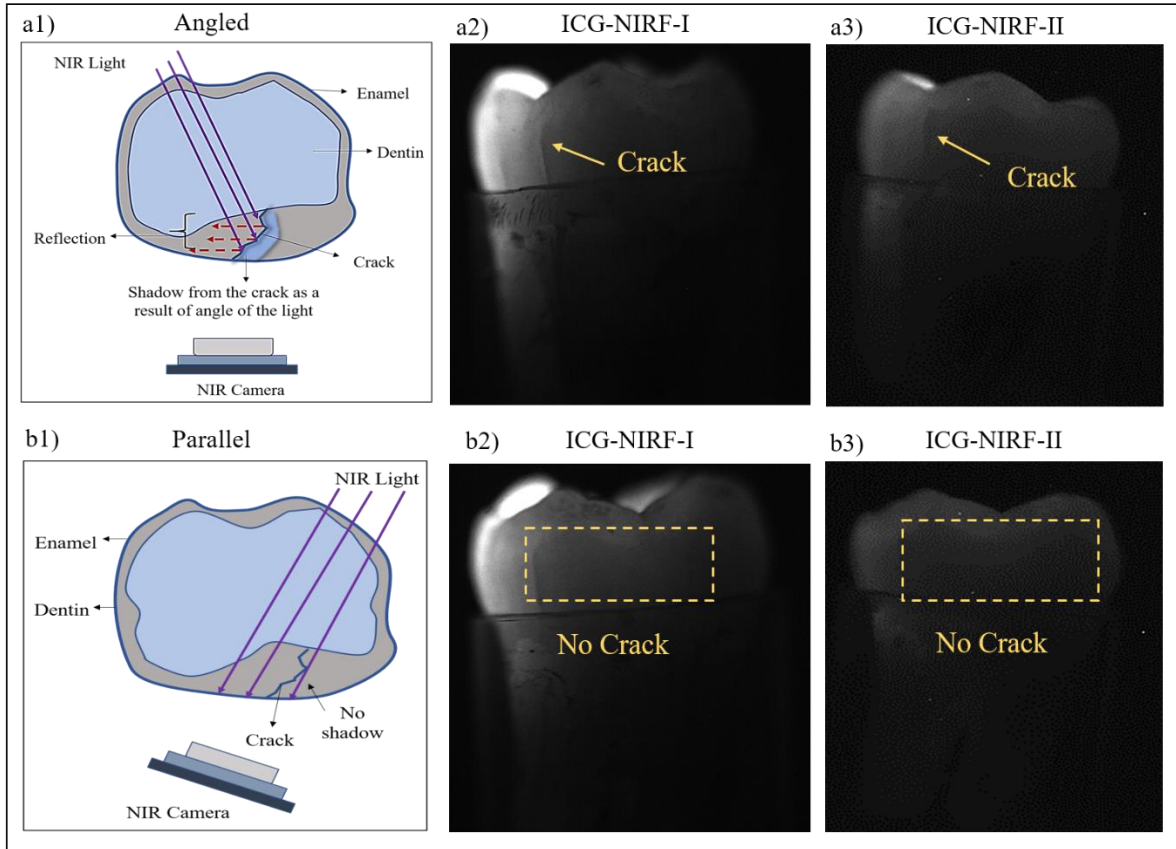 a1) Angled
NIR Light
Enamel
Dentin
Reflection
Crack
Shadow from the crack as a
result of angle of the light
NIR Camera
a2) ICG-NIRF-I
Crack
a3) ICG-NIRF-II
Crack
b1) Parallel
NIR Light
Enamel
Dentin
No
shadow
Crack
NIR Camera
b2) ICG-NIRF-I
No Crack
b3) ICG-NIRF-II
No Crack